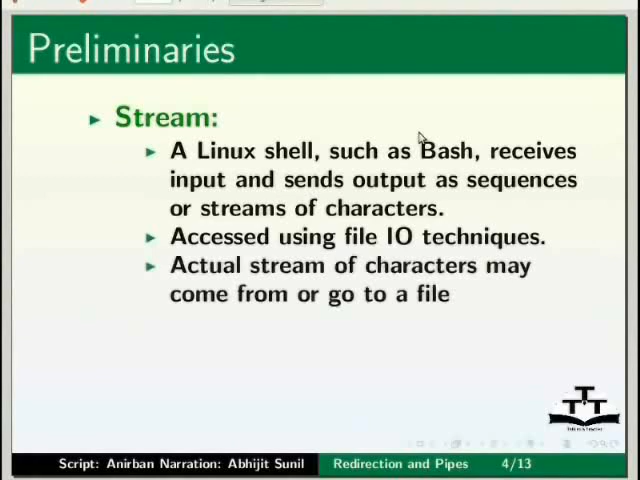 Preliminaries
Stream:
A Linux shell, such as Bash, receives
input and sends output as sequences
or streams of characters.
Accessed using file IO techniques.
Actual stream of characters may
come from or go to a file
TTT
Script: Anirban Narration: Abhijit Sunil Redirection and Pipes 4/13